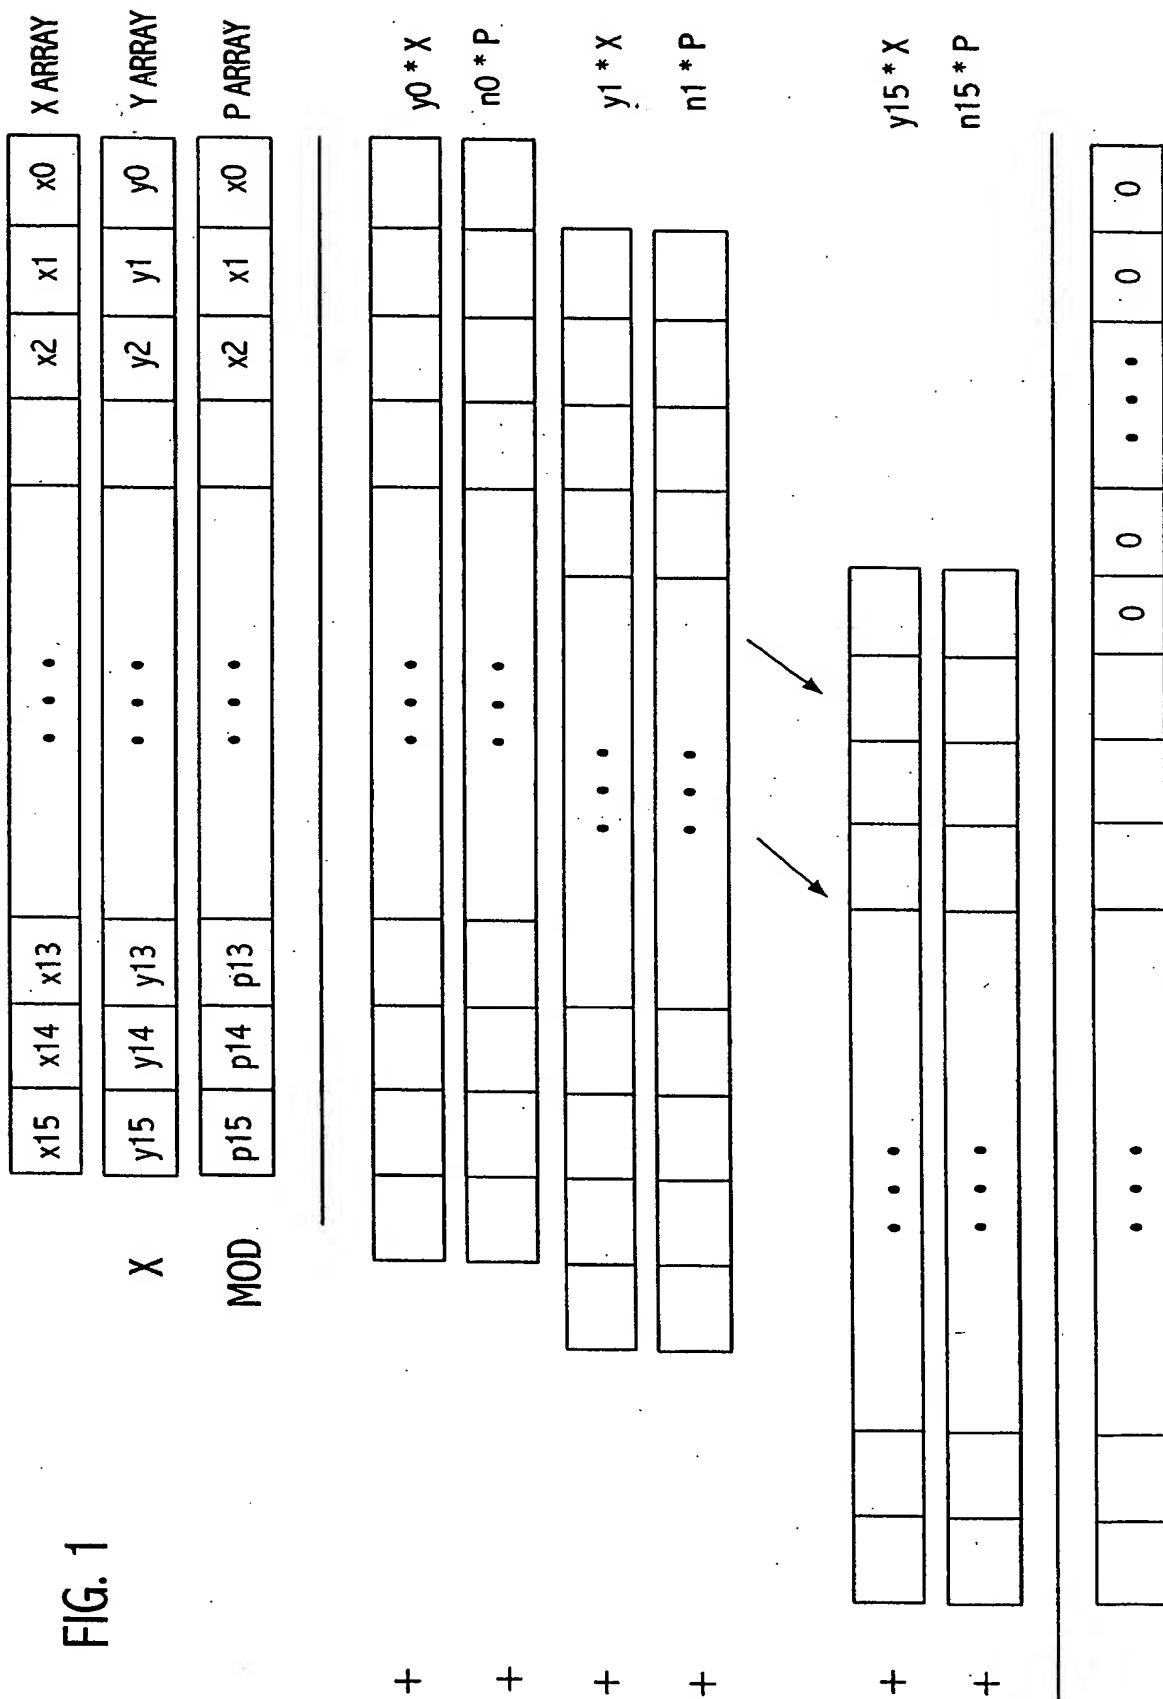 FIG. 1
x15 x14 x13 • • • x2 x1 x0 X ARRAY
X y15 y14 y13 • • • y2 y1 y0 Y ARRAY
MOD p15 p14 p13 • • • x2 x1 x0 P ARRAY
+ • • • y0 * X
+ • • • n0 * P
+ • • • y1 * X
+ • • • n1 * P
+ • • • y15 * X
+ • • • n15 * P
• • • 0 0 • • • 0 0